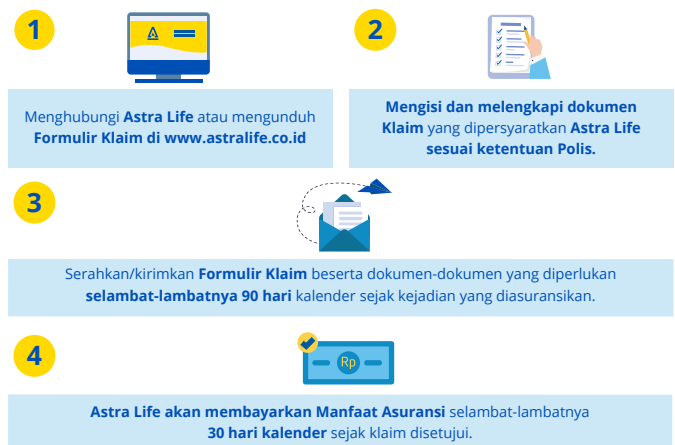 1
Menghubungi Astra Life atau mengunduh
Formulir Klaim di www.astralife.co.id
2
Mengisi dan melengkapi dokumen
Klaim yang dipersyaratkan Astra Life
sesuai ketentuan Polis.
3
Serahkan/kirimkan Formulir Klaim beserta dokumen-dokumen yang diperlukan
selambat-lambatnya 90 hari kalender sejak kejadian yang diasuransikan.
4
Rp
Astra Life akan membayarkan Manfaat Asuransi selambat-lambatnya
30 hari kalender sejak klaim disetujui.